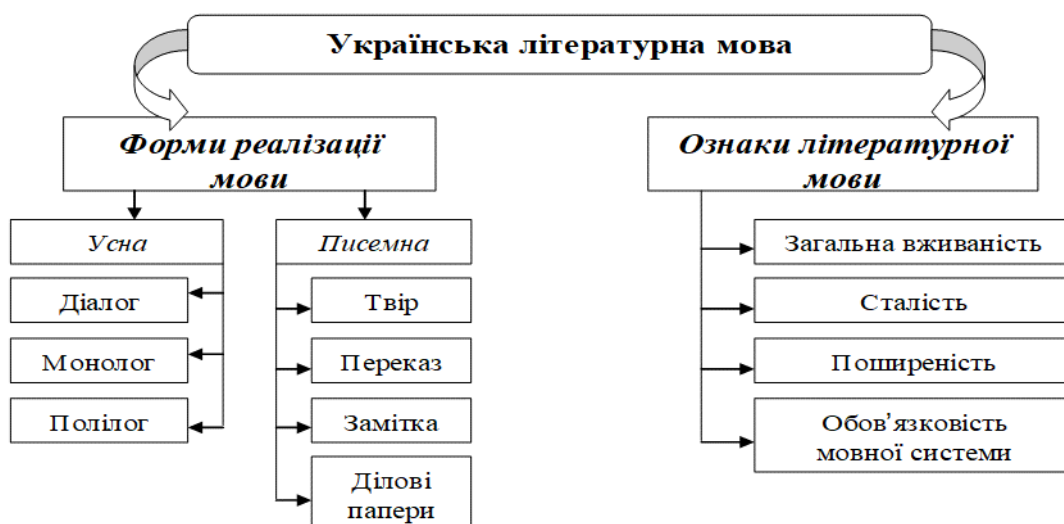 Українська літературна мова
Форми реалізації
мови
Ознаки літературної
мови
Усна
Писемна
Діалог
Монолог
Полілог
Твір
Переказ
Замітка
Ділові
папери
Загальна вживаність
Сталість
Поширеність
Обов’язковість
мовної системи